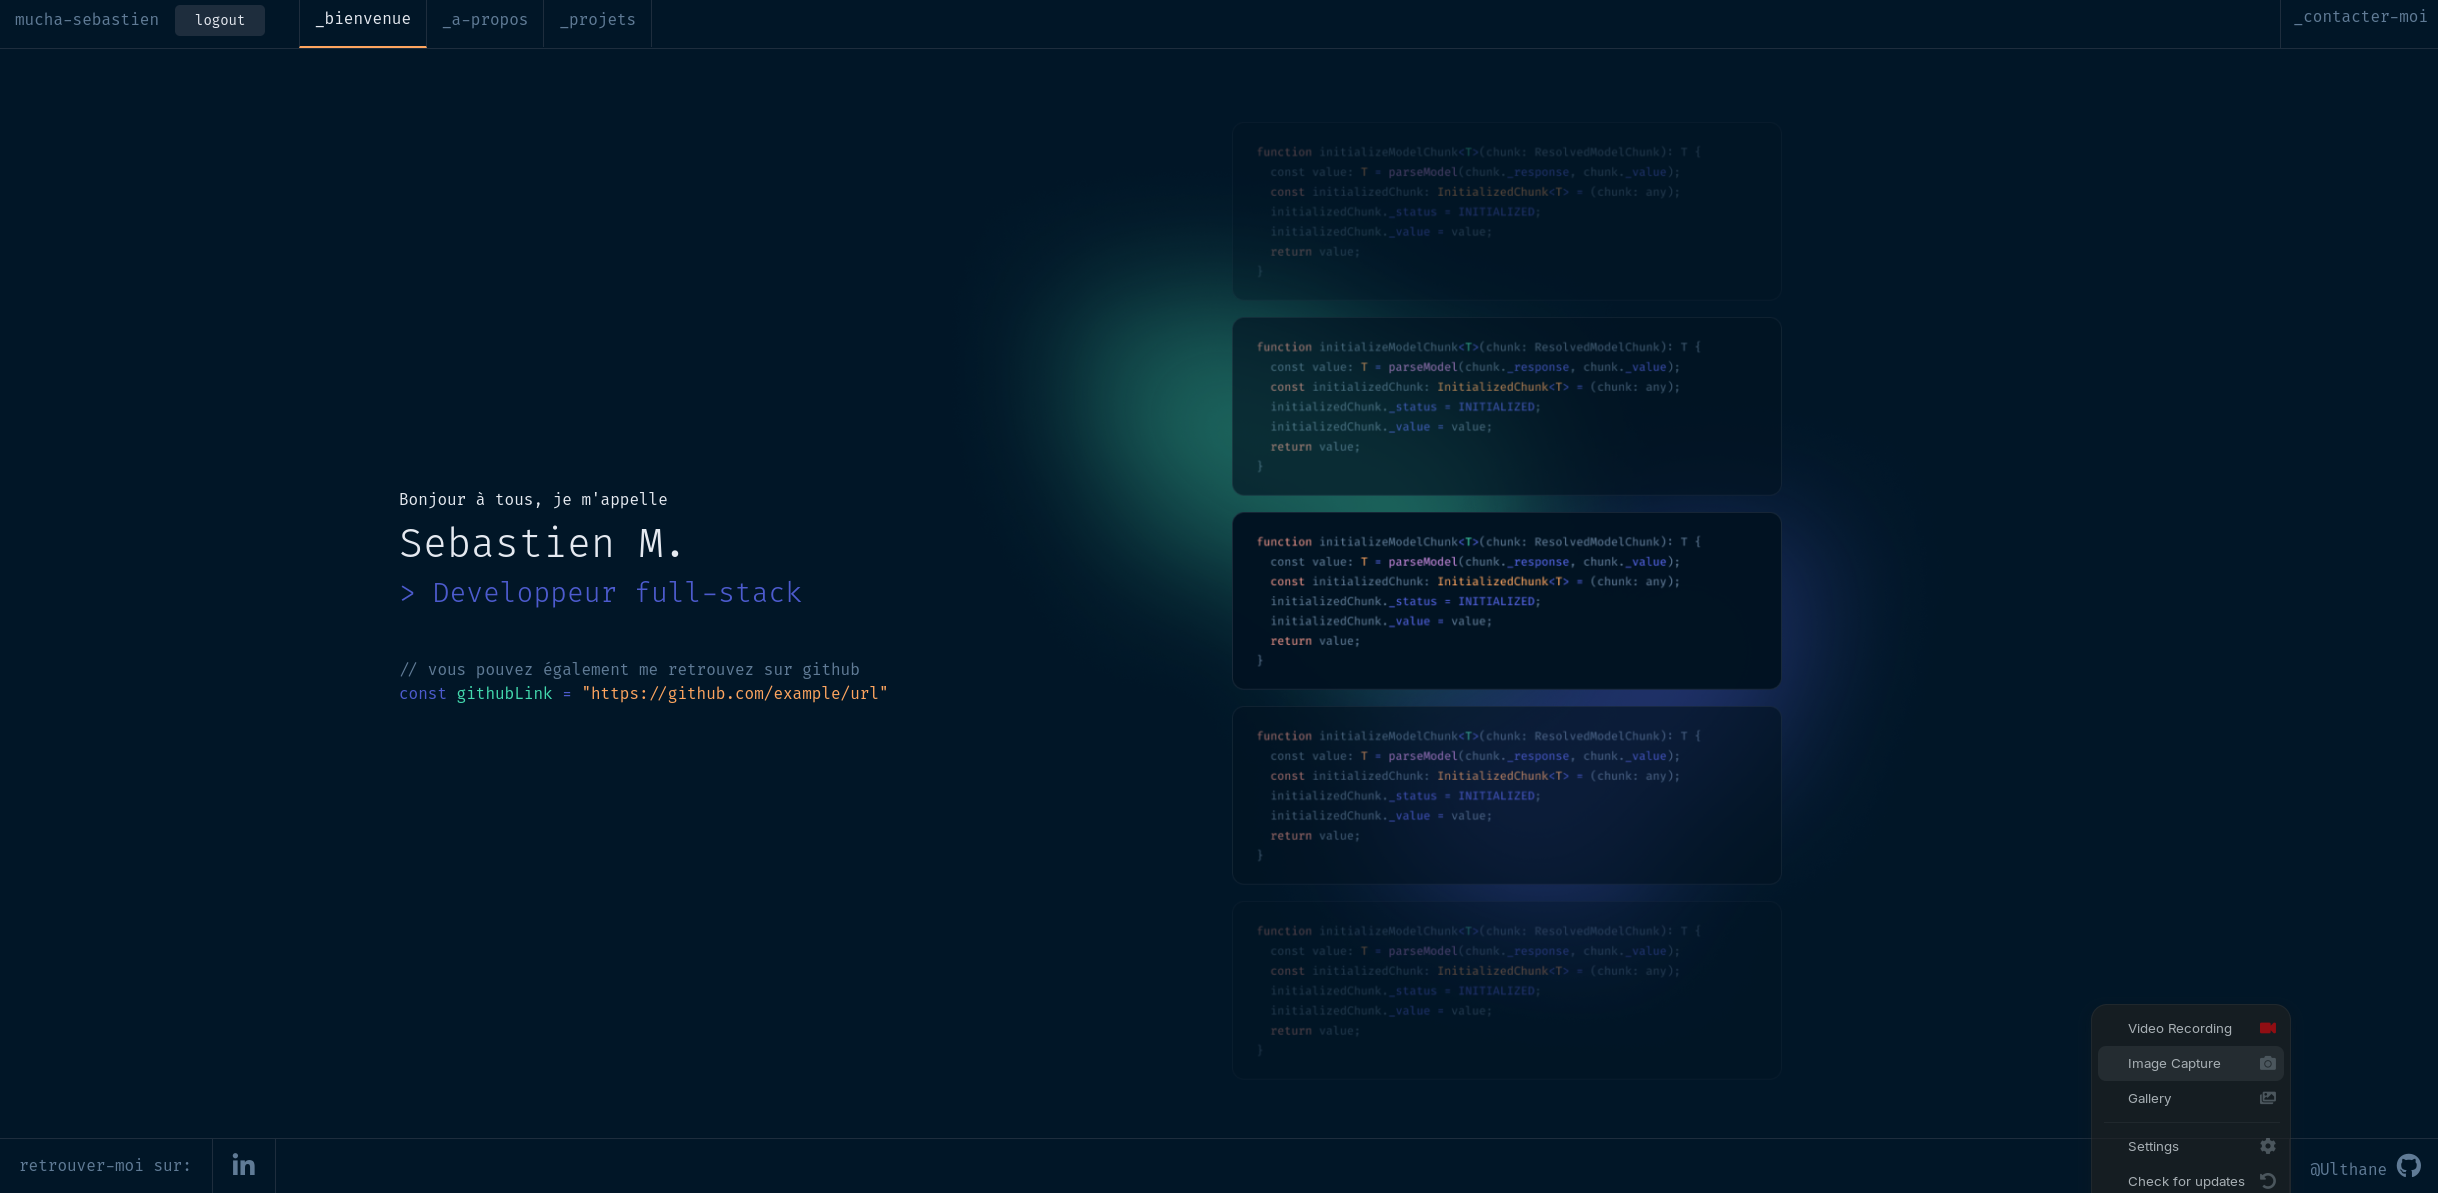 mucha-sebastien logout _bienvenue _a-propos _projets _contacter-moi
Bonjour à tous, je m'appelle
Sebastien M.
> Developpeur full-stack
// vous pouvez également me retrouvez sur github
const githubLink = "https://github.com/example/url"
function initializeModelChunk<T>(chunk: ResolvedModelChunk): T {
const value: T = parseModel(chunk._response, chunk._value);
const initializedChunk: InitializedChunk<T> = (chunk: any);
initializedChunk._status = INITIALIZED;
initializedChunk._value = value;
return value;
}
function initializeModelChunk<T>(chunk: ResolvedModelChunk): T {
const value: T = parseModel(chunk._response, chunk._value);
const initializedChunk: InitializedChunk<T> = (chunk: any);
initializedChunk._status = INITIALIZED;
initializedChunk._value = value;
return value;
}
function initializeModelChunk<T>(chunk: ResolvedModelChunk): T {
const value: T = parseModel(chunk._response, chunk._value);
const initializedChunk: InitializedChunk<T> = (chunk: any);
initializedChunk._status = INITIALIZED;
initializedChunk._value = value;
return value;
}
function initializeModelChunk<T>(chunk: ResolvedModelChunk): T {
const value: T = parseModel(chunk._response, chunk._value);
const initializedChunk: InitializedChunk<T> = (chunk: any);
initializedChunk._status = INITIALIZED;
initializedChunk._value = value;
return value;
}
function initializeModelChunk<T>(chunk: ResolvedModelChunk): T {
const value: T = parseModel(chunk._response, chunk._value);
const initializedChunk: InitializedChunk<T> = (chunk: any);
initializedChunk._status = INITIALIZED;
initializedChunk._value = value;
return value;
}
Video Recording
Image Capture
Gallery
Settings
Check for updates
retrouver-moi sur: in @Ulthane